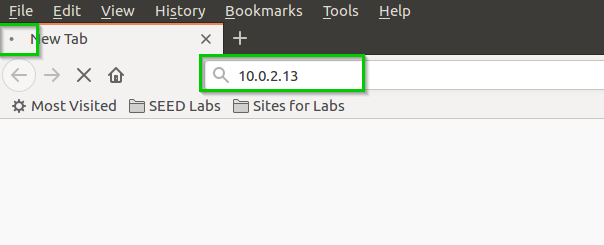 File Edit View History Bookmarks Tools Help
New Tab
10.0.2.13
Most Visited SEED Labs Sites for Labs